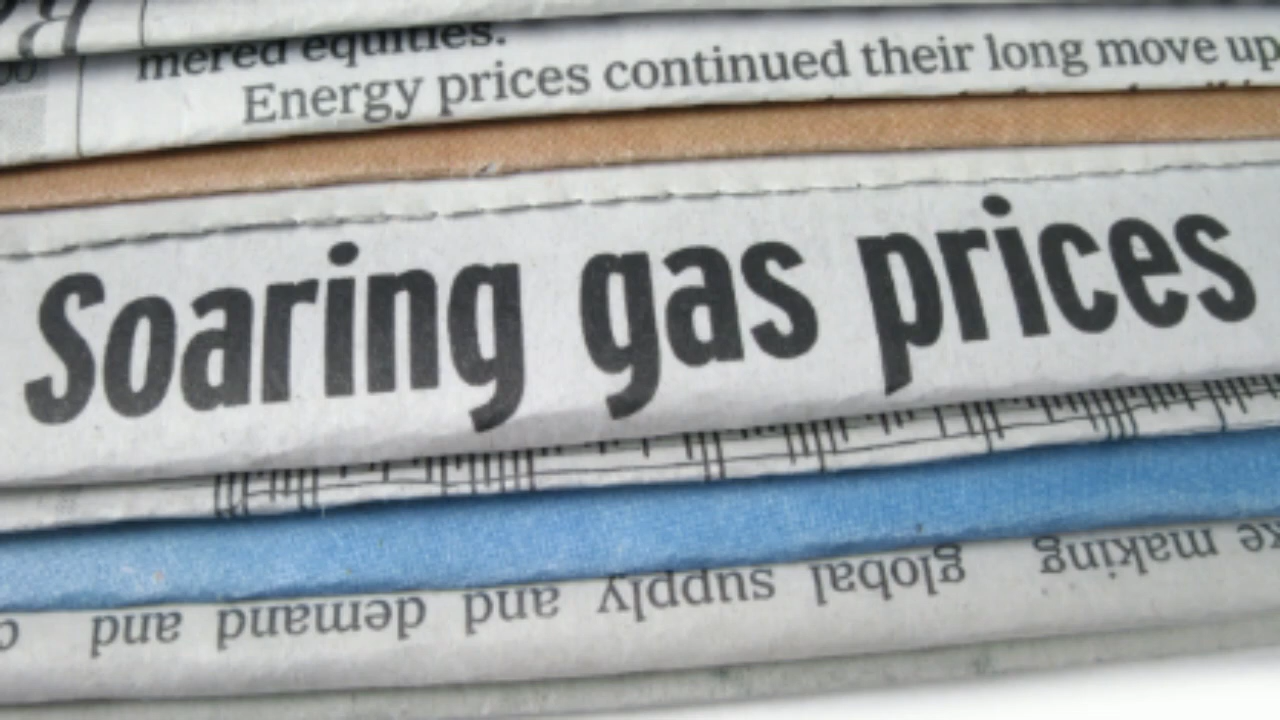 mered equities.
Energy prices continued their long move up
Soaring gas prices
making
global supply and demand and